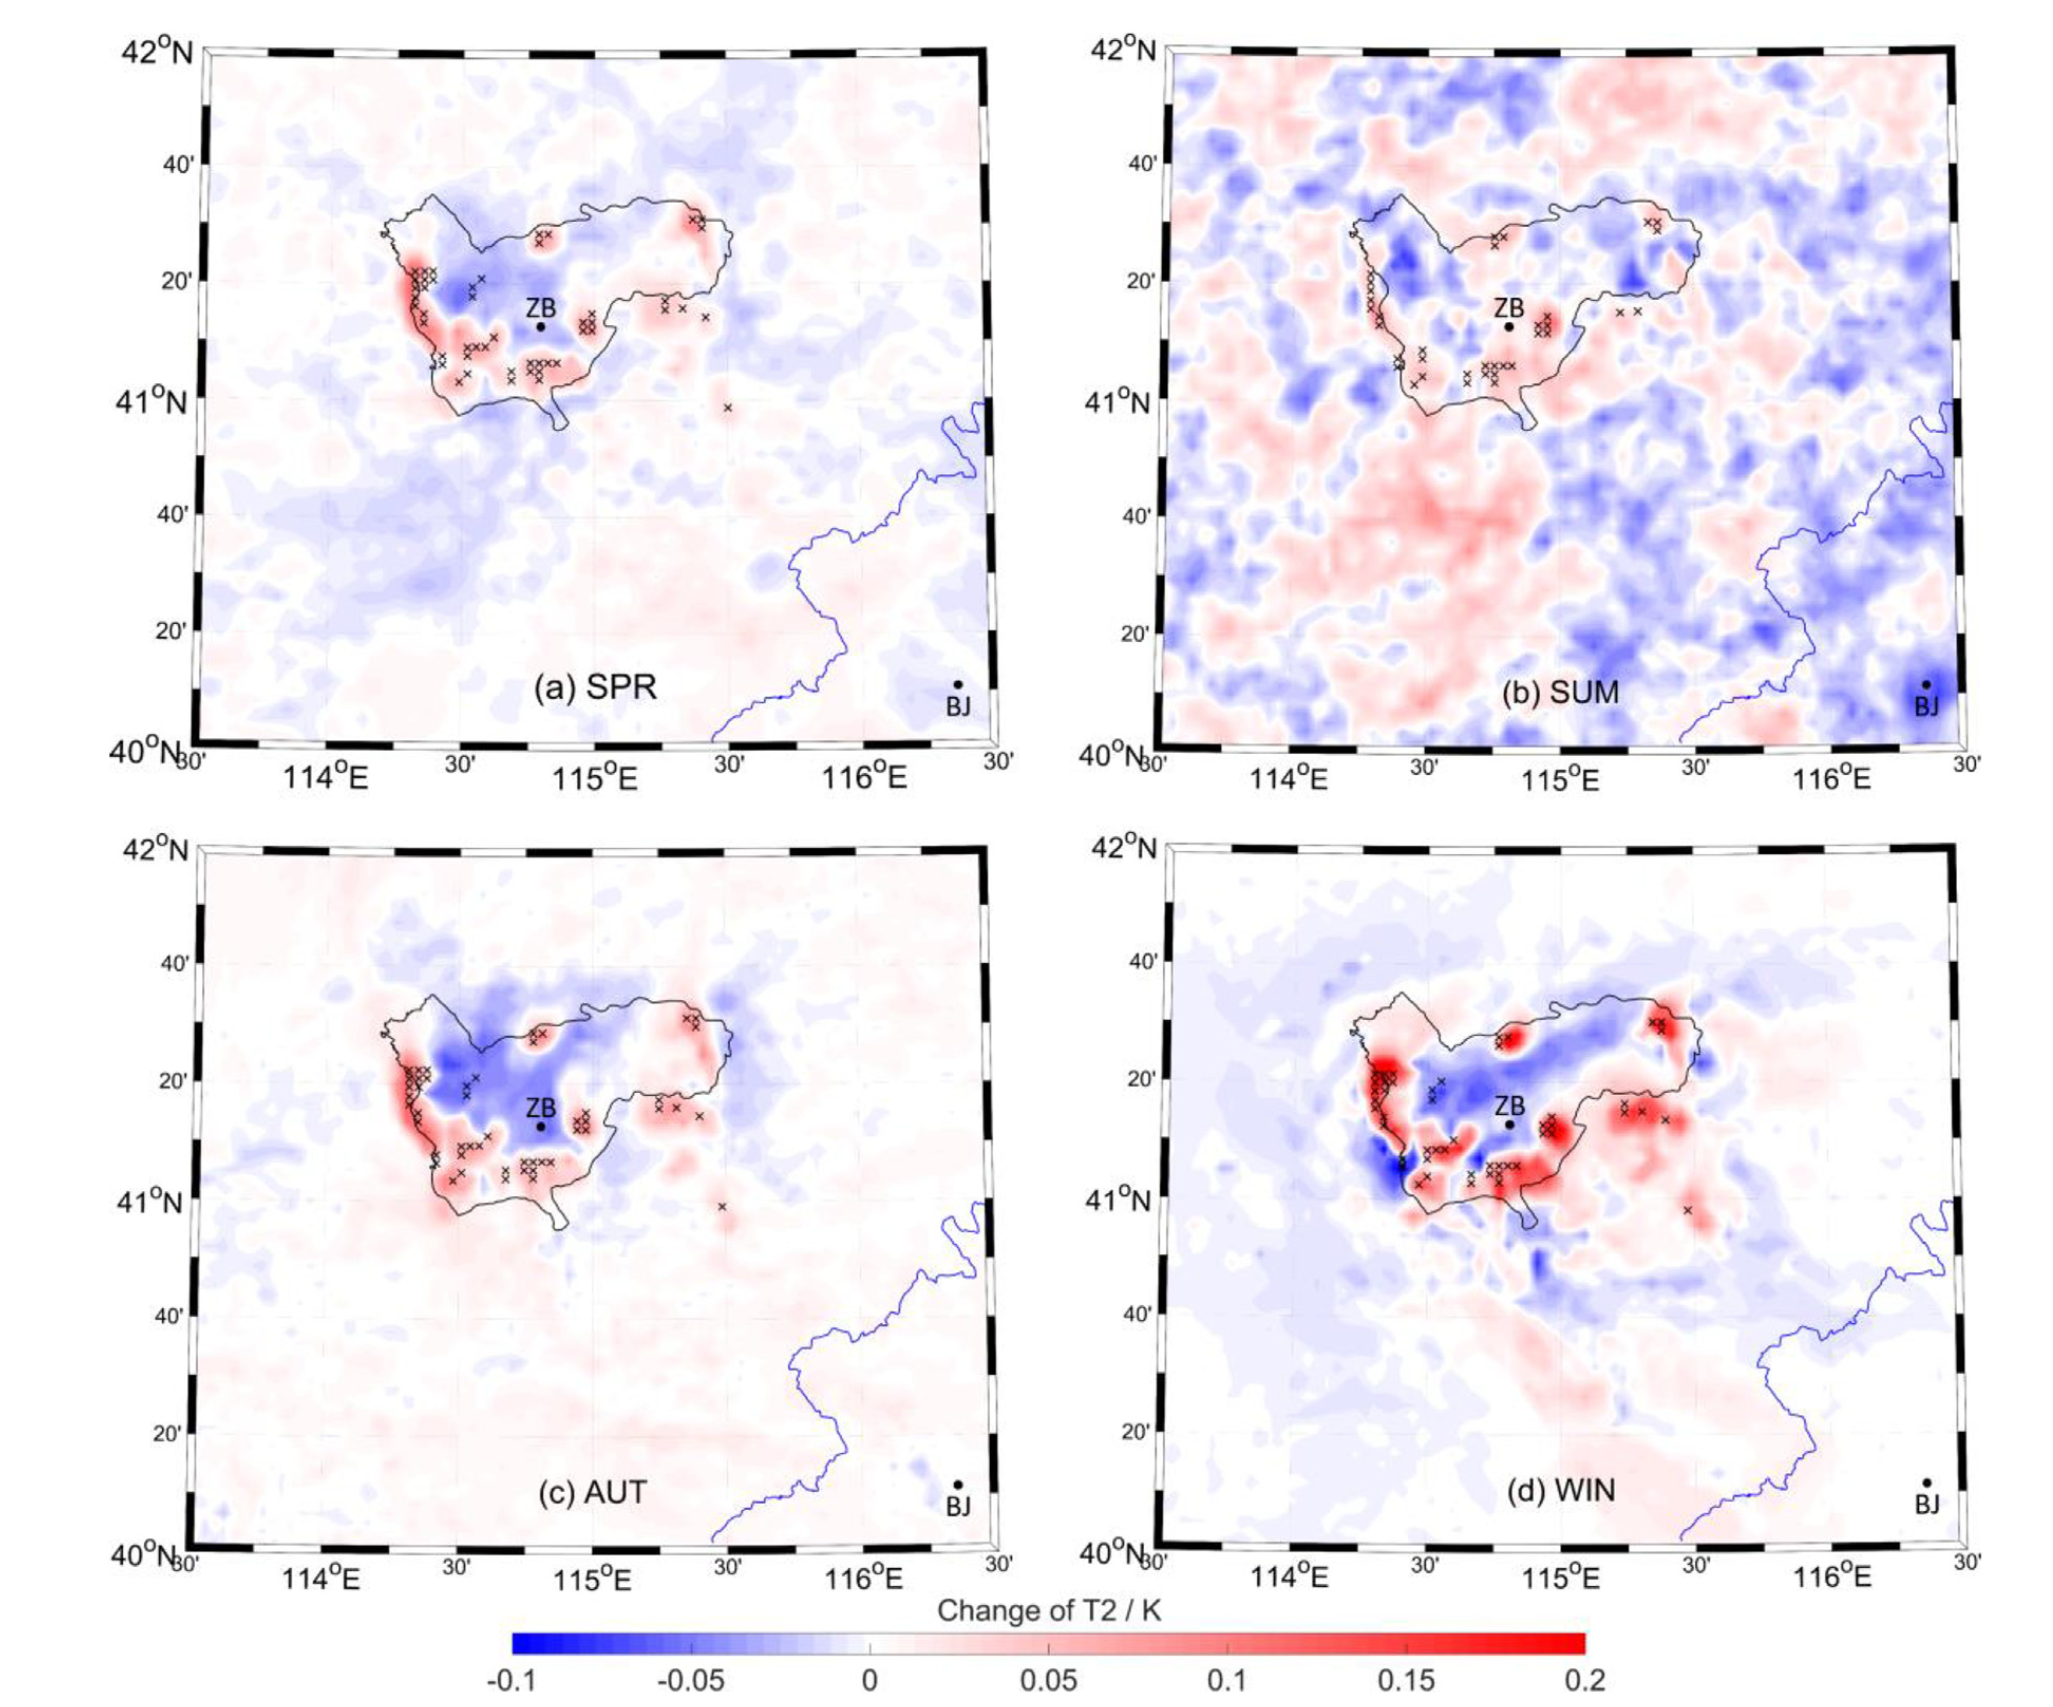 42°N
40'
20'
41°N
40'
20'
40°N
30'
114°E
30'
115°E
30'
116°E
30'
ZB
(a) SPR
BJ
42°N
40'
20'
41°N
40'
20'
40°N
30'
114°E
30'
115°E
30'
116°E
30'
ZB
(b) SUM
BJ
42°N
40'
20'
41°N
40'
20'
40°N
30'
114°E
30'
115°E
30'
116°E
30'
ZB
(c) AUT
BJ
42°N
40'
20'
41°N
40'
20'
40°N
30'
114°E
30'
115°E
30'
116°E
30'
ZB
(d) WIN
BJ
Change of T2 / K
-0.1 -0.05 0 0.05 0.1 0.15 0.2